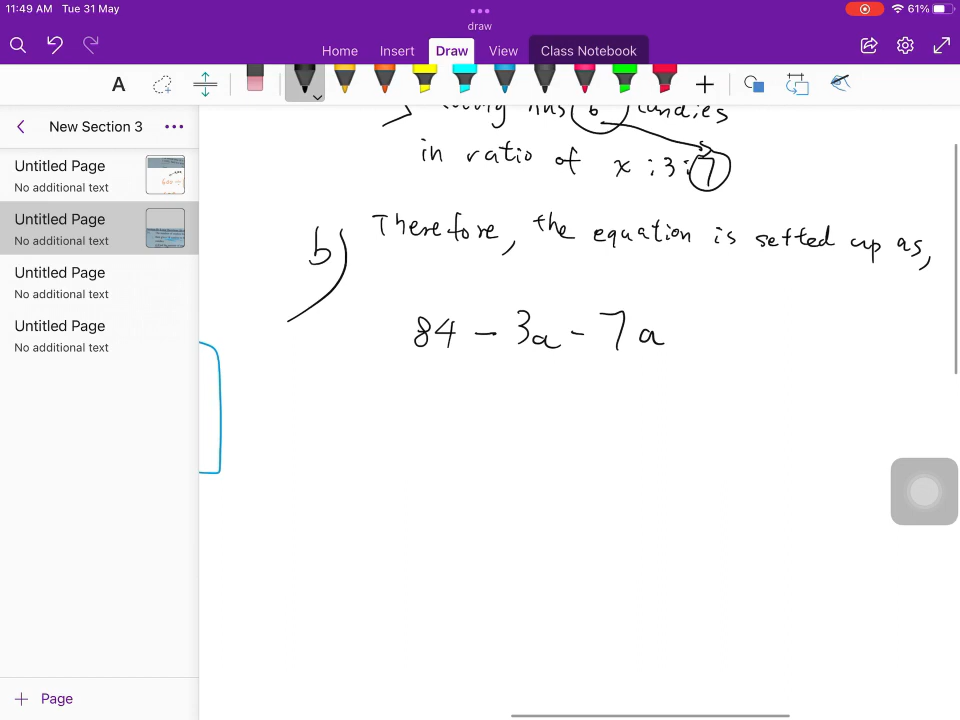 11:49 AM Tue 31 May
61%
draw
Home Insert Draw View Class Notebook
A
New Section 3
Untitled Page
No additional text
Untitled Page
No additional text
Untitled Page
No additional text
Untitled Page
No additional text
+ Page
has 6 candies
in ratio of x : 3 : 7
b) Therefore, the equation is setted up as,
84 - 3a - 7a